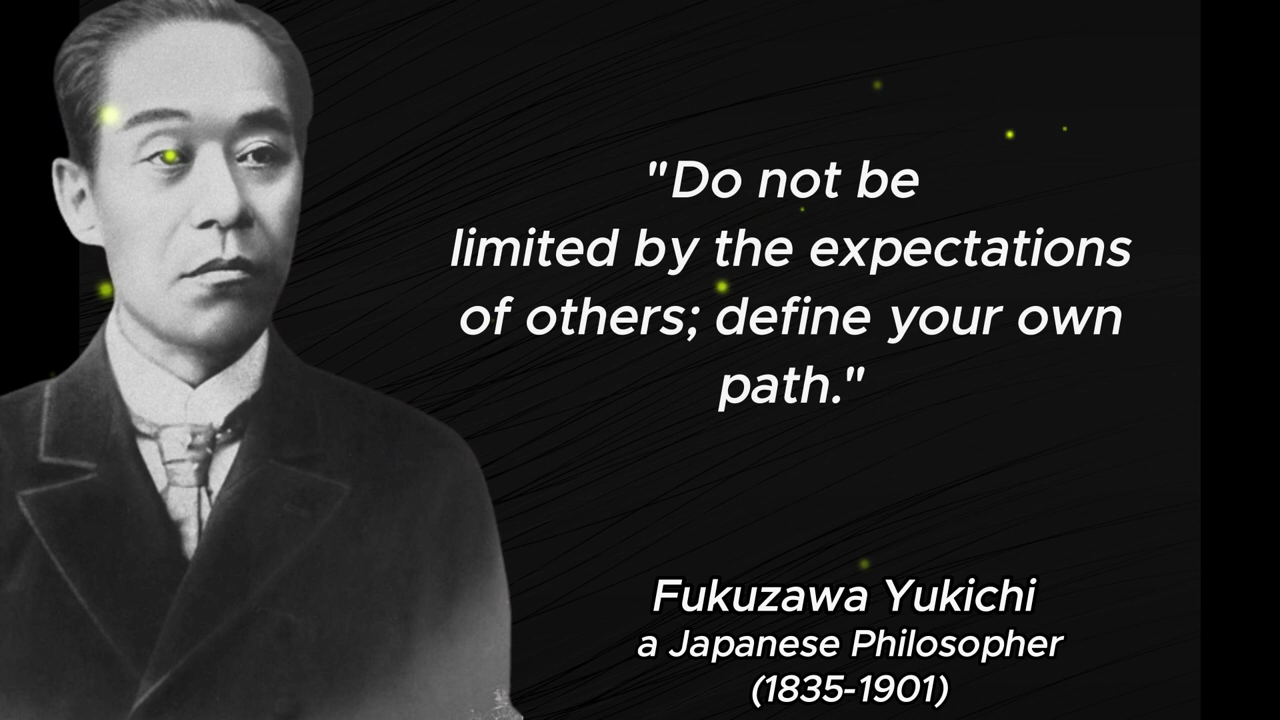 "Do not be
limited by the expectations
of others; define your own
path."
Fukuzawa Yukichi
a Japanese Philosopher
(1835-1901)